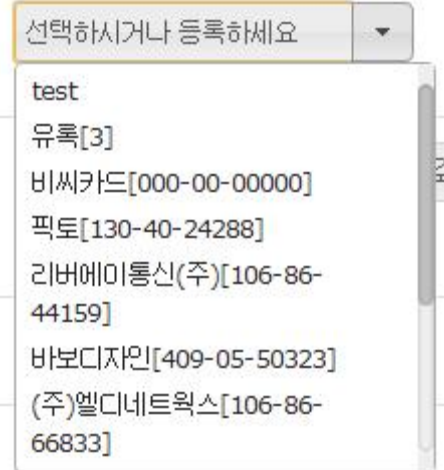 선택하시거나 등록하세요
test
유록[3]
비씨카드[000-00-00000]
픽토[130-40-24288]
리버에이통신(주)[106-86-
44159]
바보디자인[409-05-50323]
(주)엘디네트웍스[106-86-
66833]